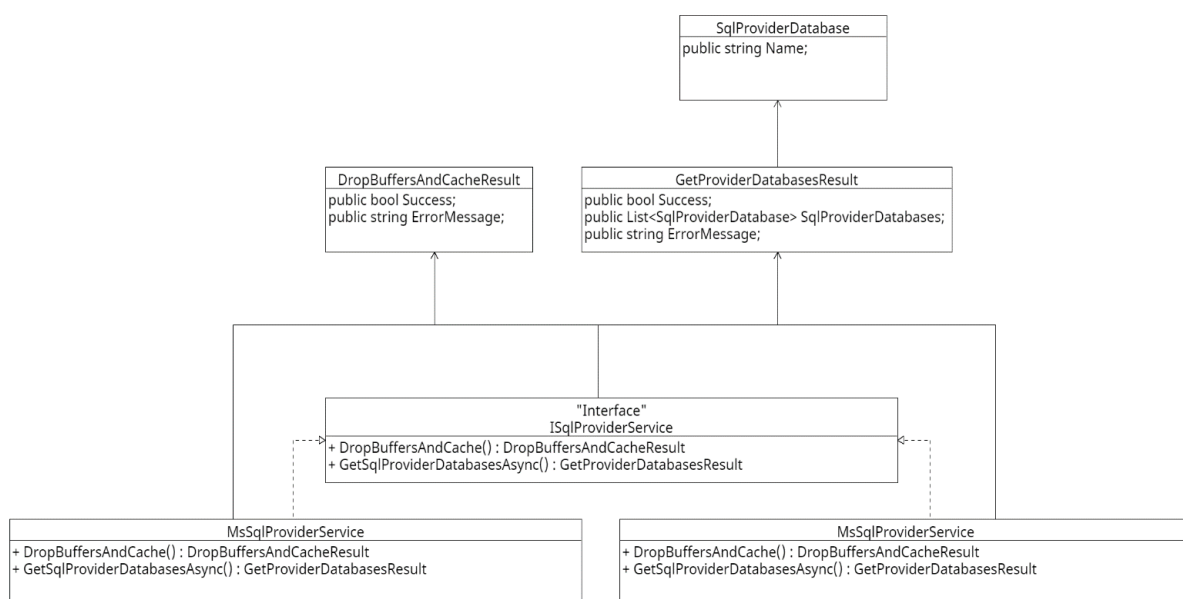 SqlProviderDatabase
public string Name;
DropBuffersAndCacheResult
public bool Success;
public string ErrorMessage;
GetProviderDatabasesResult
public bool Success;
public List<SqlProviderDatabase> SqlProviderDatabases;
public string ErrorMessage;
"Interface"
ISqlProviderService
+ DropBuffersAndCache() : DropBuffersAndCacheResult
+ GetSqlProviderDatabasesAsync() : GetProviderDatabasesResult
MsSqlProviderService
+ DropBuffersAndCache() : DropBuffersAndCacheResult
+ GetSqlProviderDatabasesAsync() : GetProviderDatabasesResult
MsSqlProviderService
+ DropBuffersAndCache() : DropBuffersAndCacheResult
+ GetSqlProviderDatabasesAsync() : GetProviderDatabasesResult